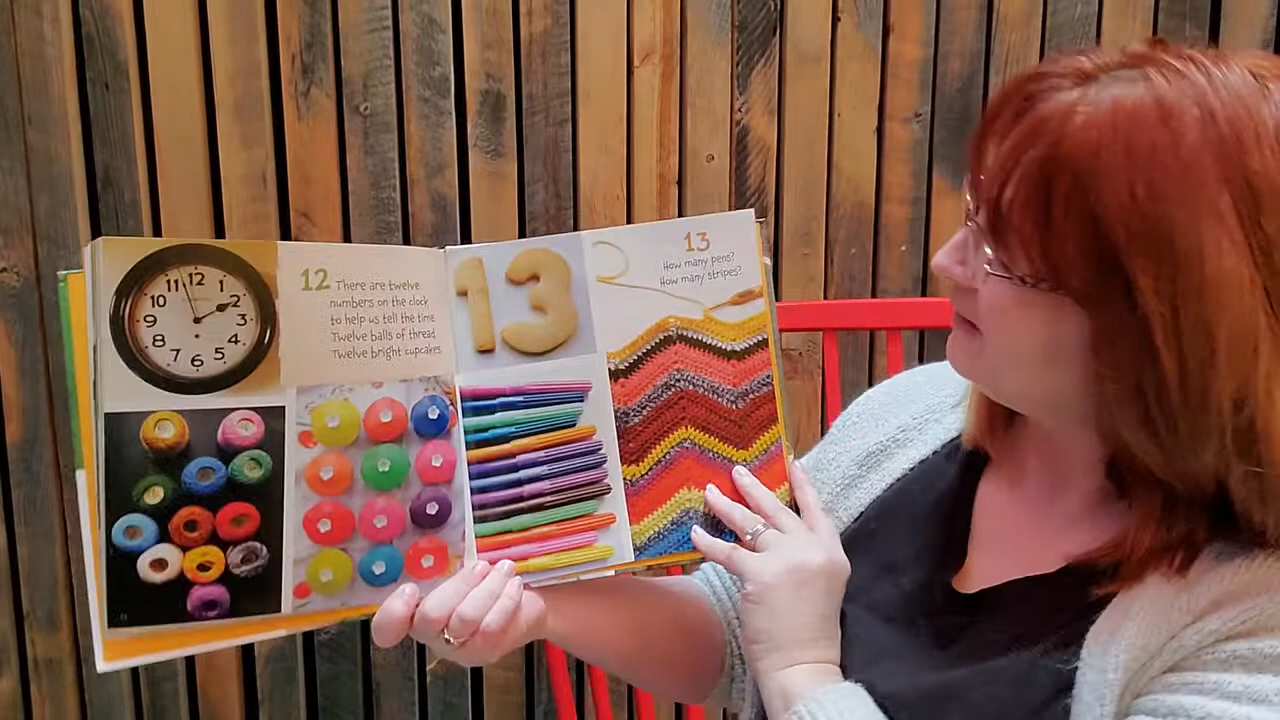 12 There are twelve
numbers on the clock
to help us tell the time.
Twelve balls of thread
Twelve bright cupcakes
11 12
10 2
9 3
8 4
7 6 5
13
13
How many pens?
How many stripes?